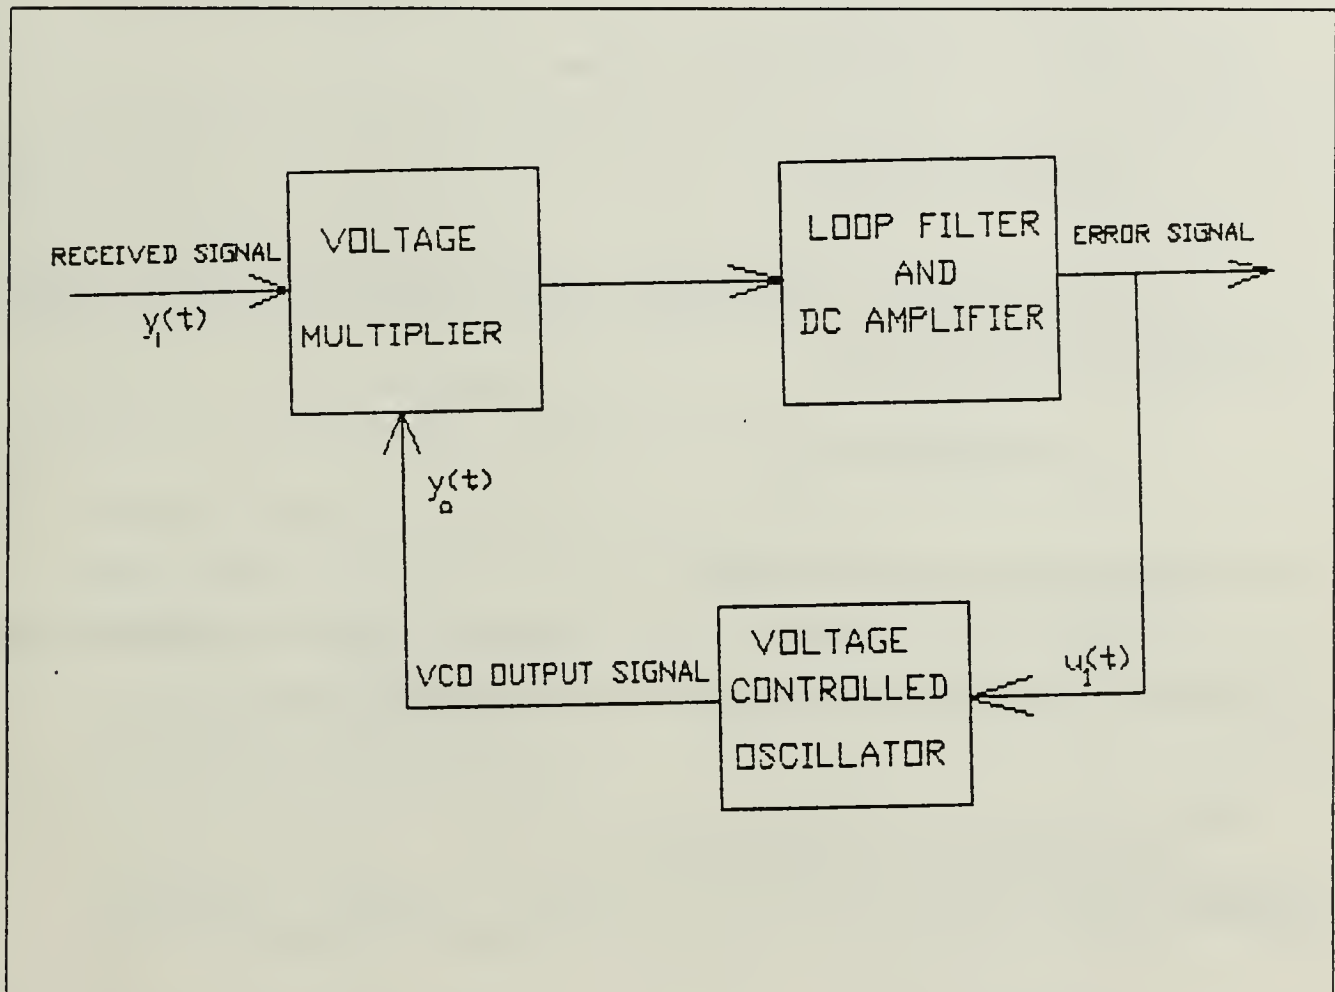 RECEIVED SIGNAL
y₁(t)
VOLTAGE
MULTIPLIER
LOOP FILTER
AND
DC AMPLIFIER
ERROR SIGNAL
yₒ(t)
VCO OUTPUT SIGNAL
VOLTAGE
CONTROLLED
OSCILLATOR
u₁(t)